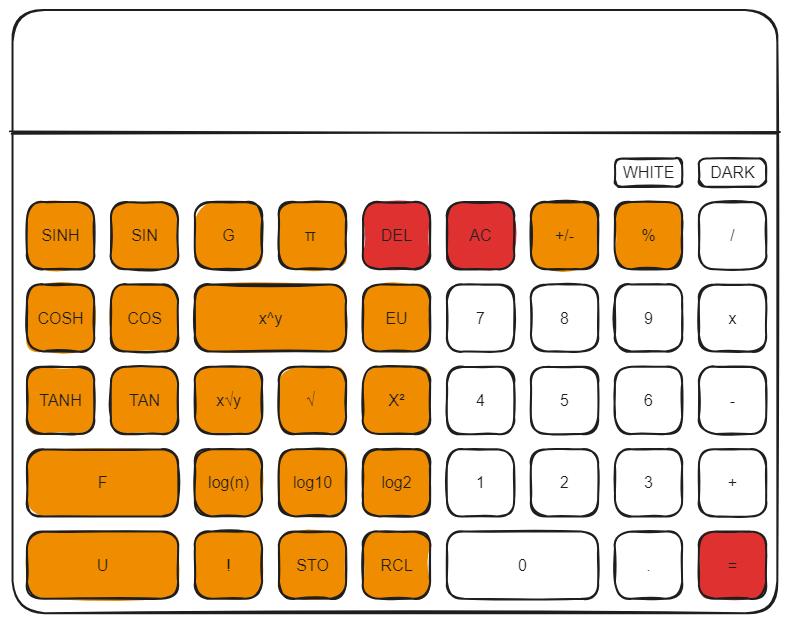 WHITE DARK
SINH SIN G π DEL AC +/- % /
COSH COS x^y EU 7 8 9 x
TANH TAN x√y √ X² 4 5 6 -
F log(n) log10 log2 1 2 3 +
U ! STO RCL 0 . =